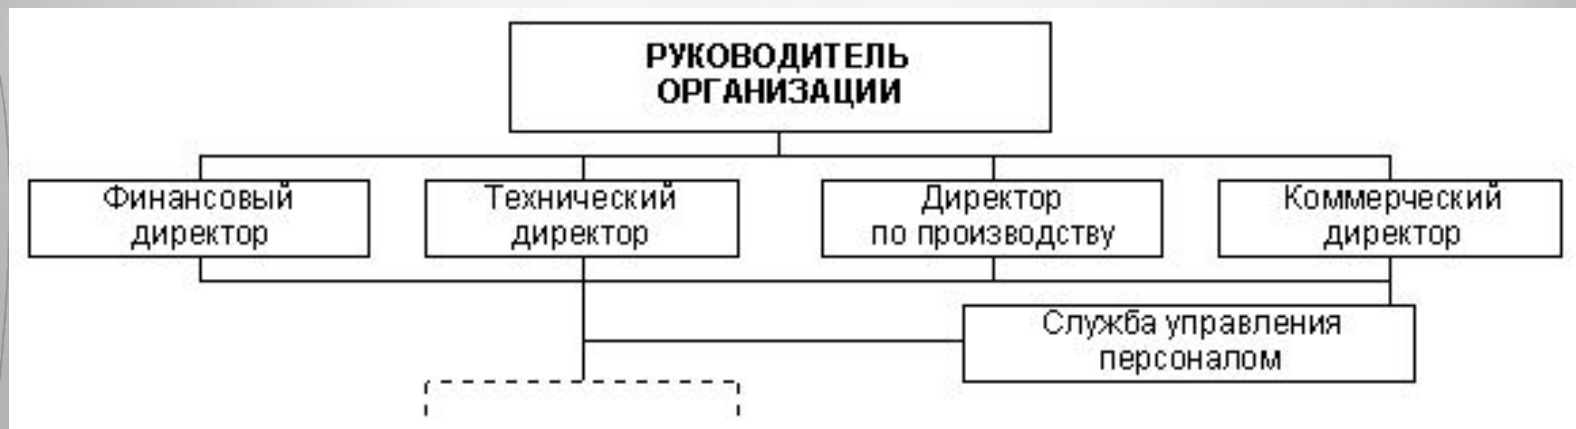 РУКОВОДИТЕЛЬ
ОРГАНИЗАЦИИ
Финансовый
директор
Технический
директор
Директор
по производству
Коммерческий
директор
Служба управления
персоналом